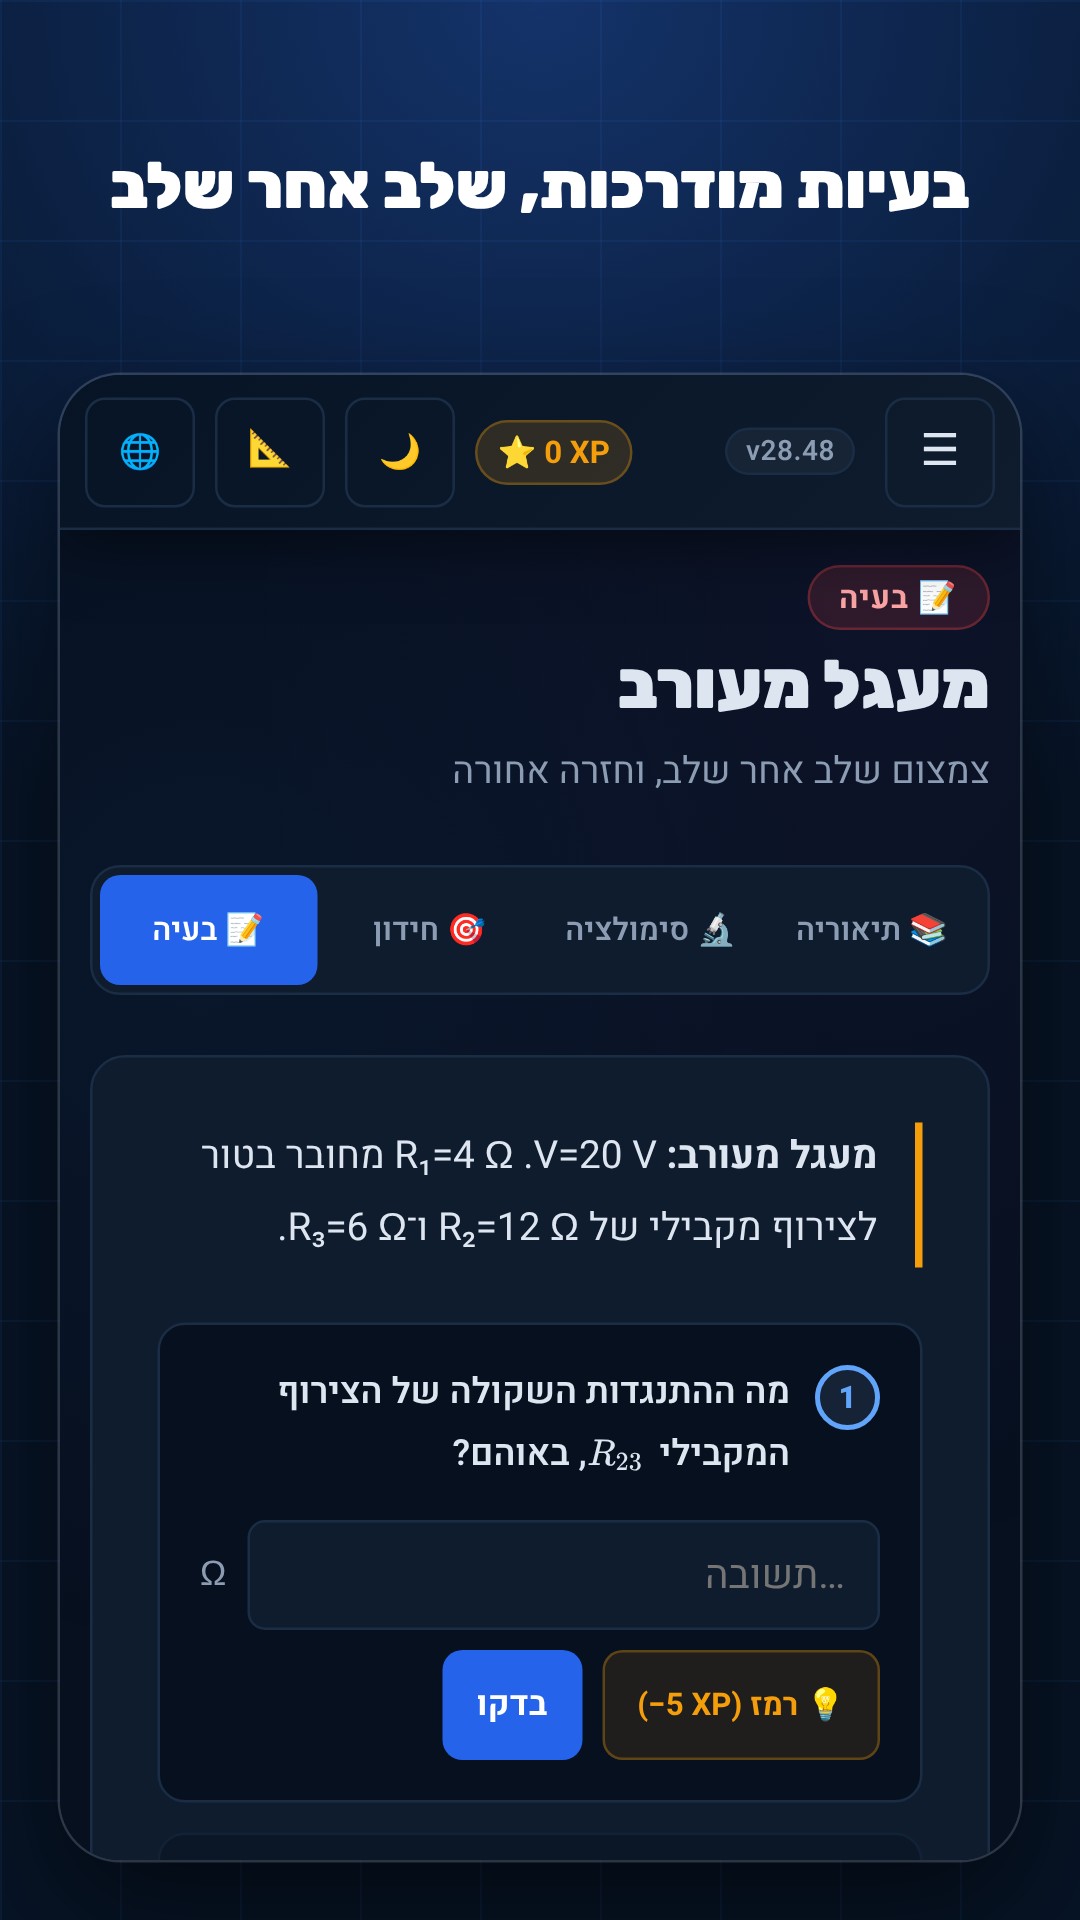 בעיות מודרכות, שלב אחר שלב
☰ v28.48 ⭐ 0 XP 🌙 📐 🌐
📝 בעיה
מעגל מעורב
צמצום שלב אחר שלב, וחזרה אחורה
📚 תיאוריה 🔬 סימולציה 🎯 חידון 📝 בעיה
מעגל מעורב: V=20 V. R₁=4 Ω מחובר בטור
לצירוף מקבילי של R₂=12 Ω ו־R₃=6 Ω.
1 מה ההתנגדות השקולה של הצירוף
המקבילי R₂₃, באוהם?
תשובה... Ω
💡 רמז (−5 XP) בדקו